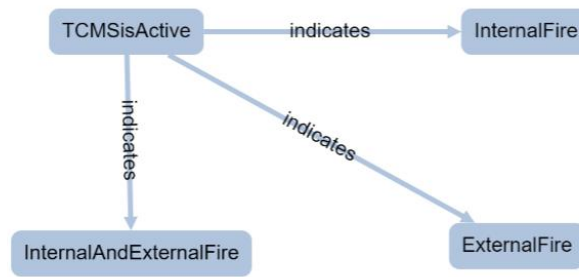 TCMSisActive
indicates
InternalFire
indicates
indicates
InternalAndExternalFire
ExternalFire